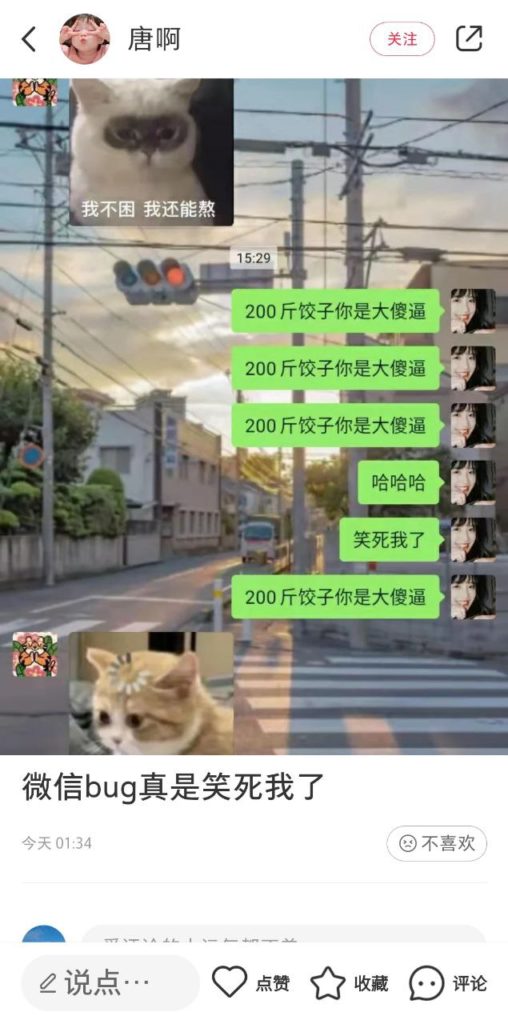 唐啊
关注
我不困 我还能熬
15:29
200斤饺子你是大傻逼
200斤饺子你是大傻逼
200斤饺子你是大傻逼
哈哈哈
笑死我了
200斤饺子你是大傻逼
微信bug真是笑死我了
今天 01:34
不喜欢
说点…
点赞
收藏
评论